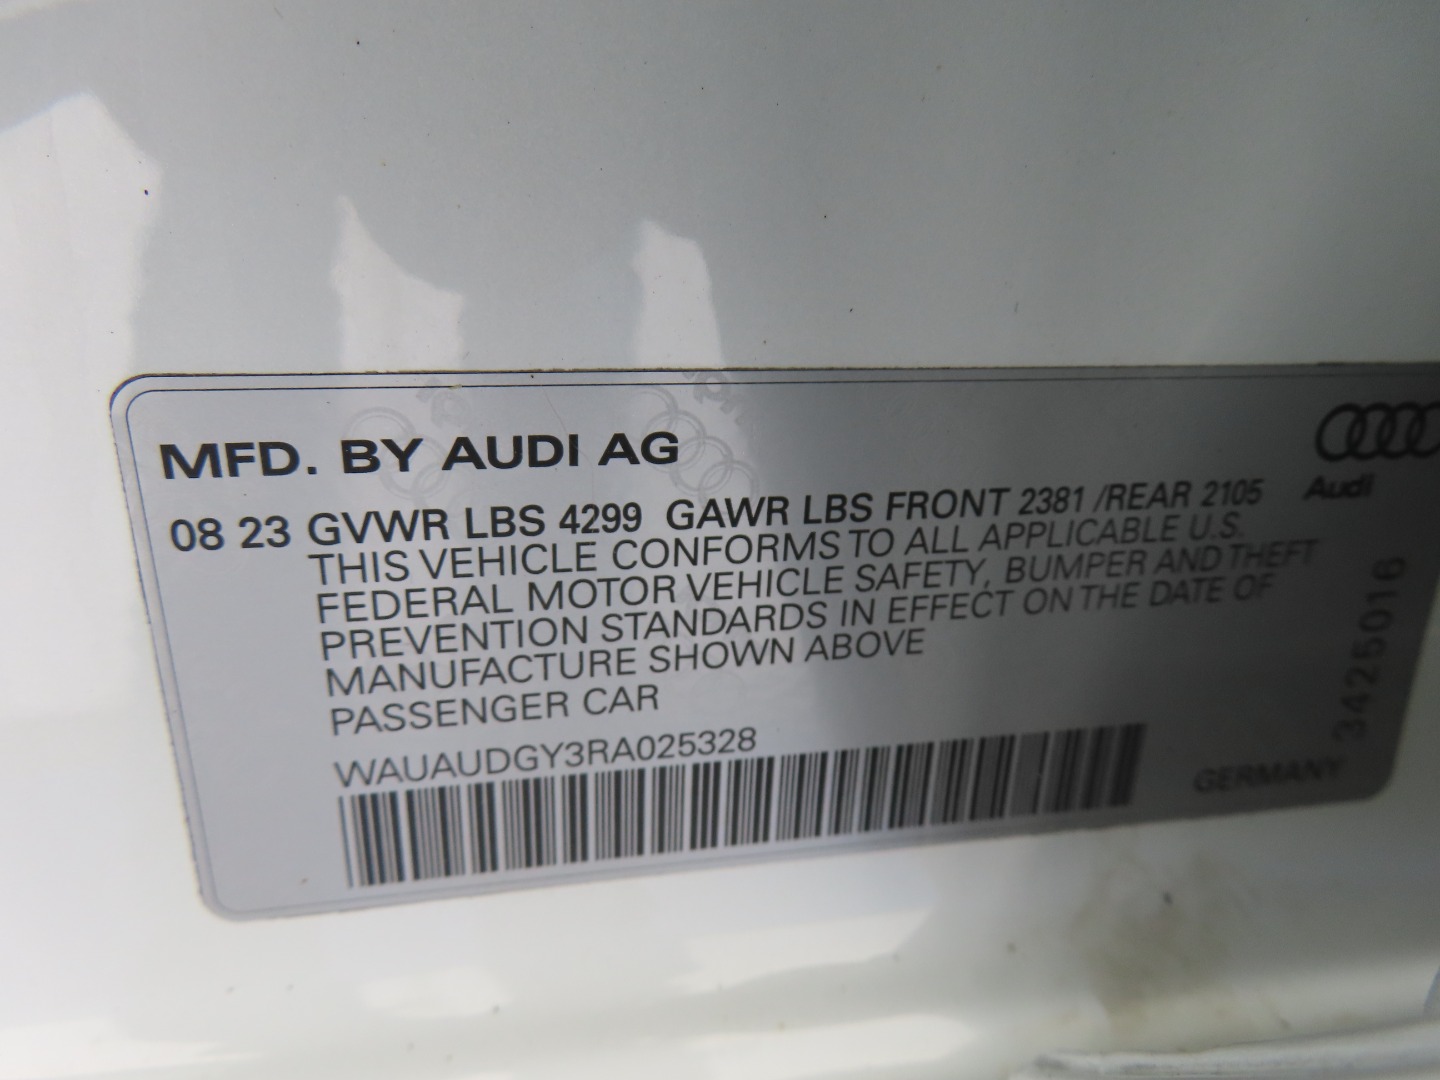 MFD. BY AUDI AG
Audi
08 23 GVWR LBS 4299 GAWR LBS FRONT 2381 /REAR 2105
THIS VEHICLE CONFORMS TO ALL APPLICABLE U.S.
FEDERAL MOTOR VEHICLE SAFETY, BUMPER AND THEFT
PREVENTION STANDARDS IN EFFECT ON THE DATE OF
MANUFACTURE SHOWN ABOVE
PASSENGER CAR
WAUAUDGY3RA025328
GERMANY
3425016